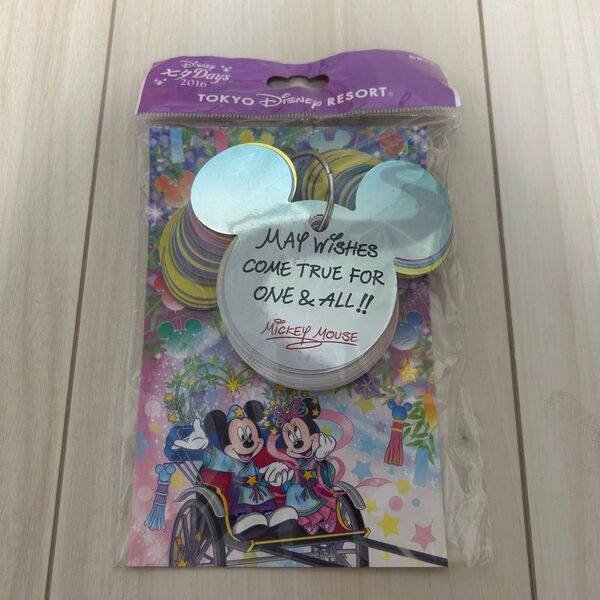 Disney
七夕Days
2016
TOKYO Disney RESORT®
MAY WISHES
COME TRUE FOR
ONE & ALL!!
MICKEY MOUSE